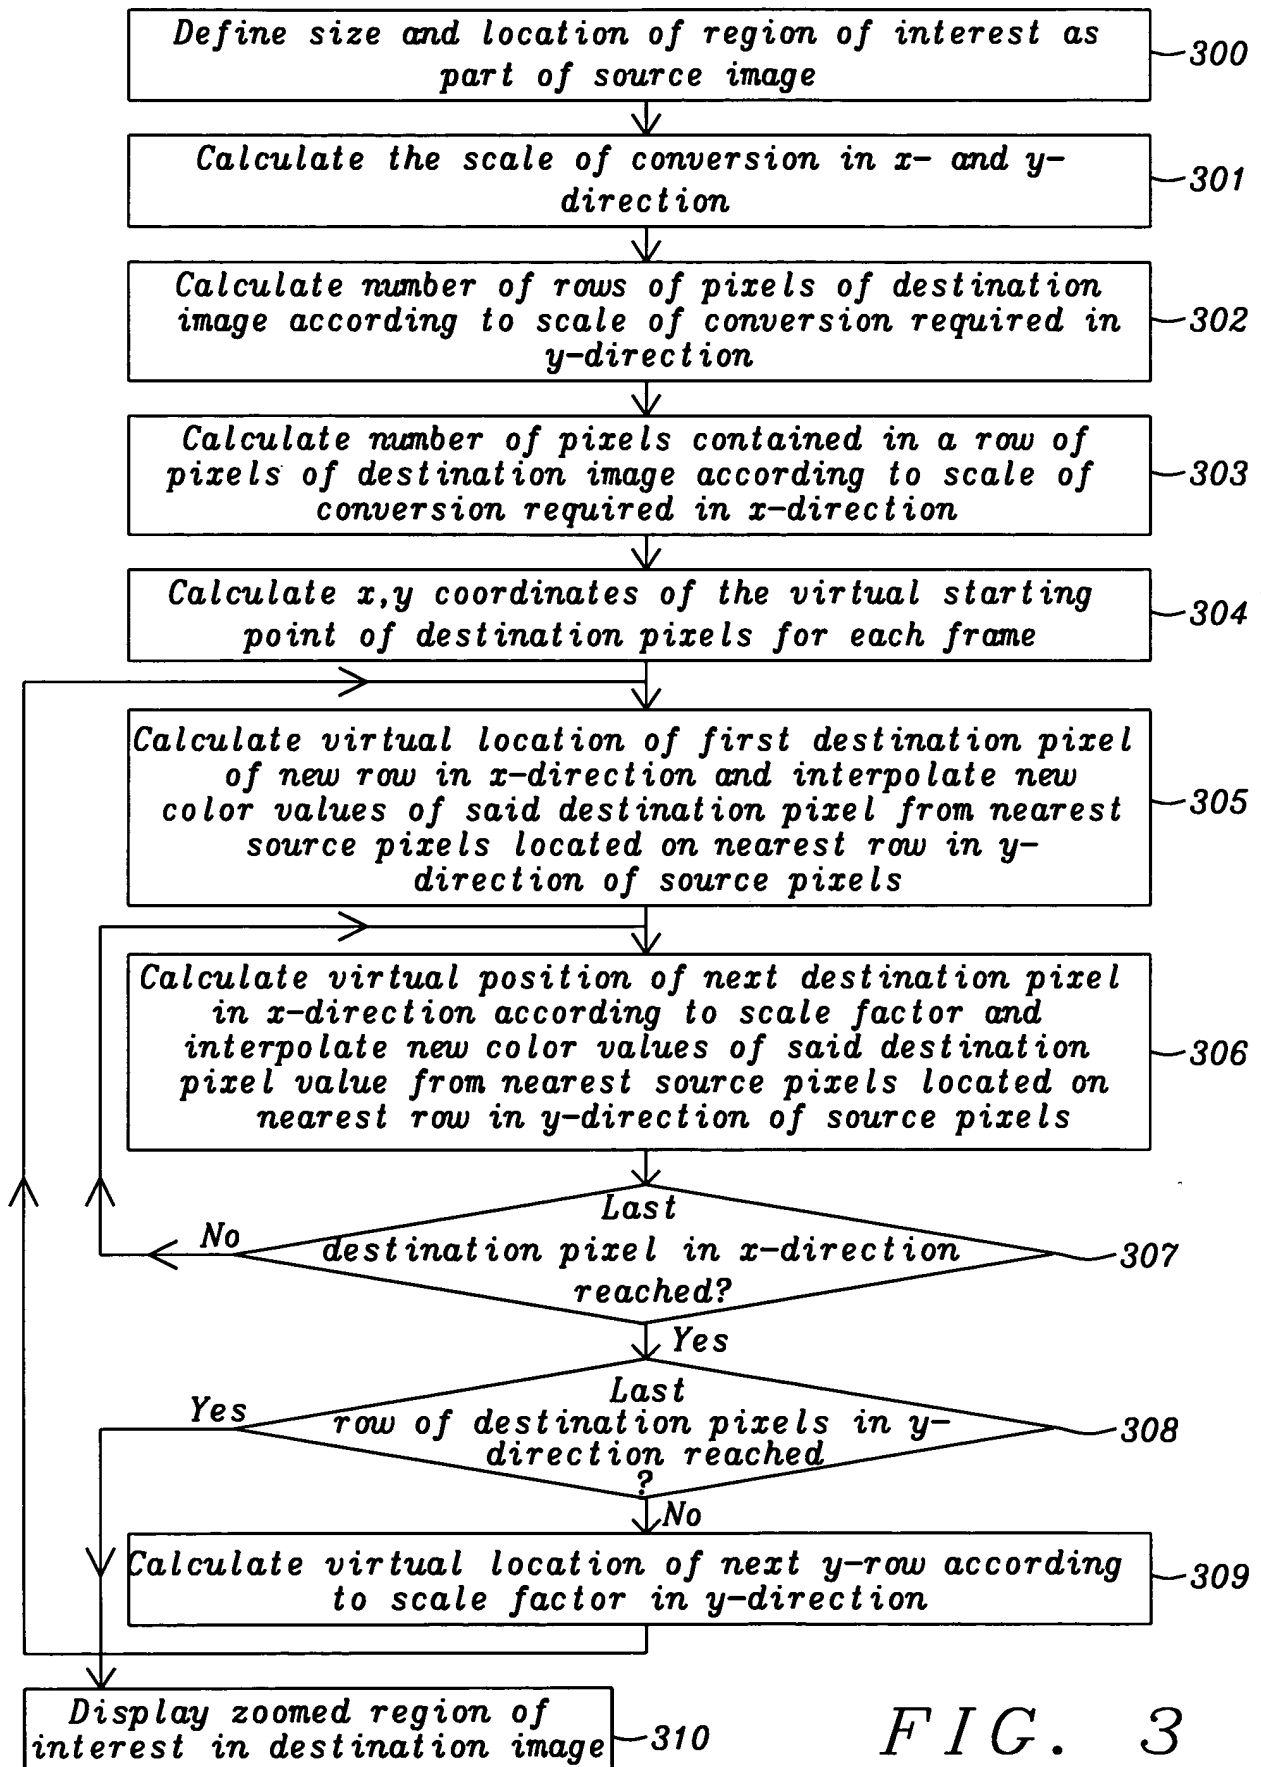 Define size and location of region of interest as
part of source image
300
Calculate the scale of conversion in x- and y-
direction
301
Calculate number of rows of pixels of destination
image according to scale of conversion required in
y-direction
302
Calculate number of pixels contained in a row of
pixels of destination image according to scale of
conversion required in x-direction
303
Calculate x,y coordinates of the virtual starting
point of destination pixels for each frame
304
Calculate virtual location of first destination pixel
of new row in x-direction and interpolate new
color values of said destination pixel from nearest
source pixels located on nearest row in y-
direction of source pixels
305
Calculate virtual position of next destination pixel
in x-direction according to scale factor and
interpolate new color values of said destination
pixel value from nearest source pixels located on
nearest row in y-direction of source pixels
306
Last
destination pixel in x-direction
reached?
No
307
Yes
Last
row of destination pixels in y-
direction reached
?
Yes
308
No
Calculate virtual location of next y-row according
to scale factor in y-direction
309
Display zoomed region of
interest in destination image
310
FIG. 3